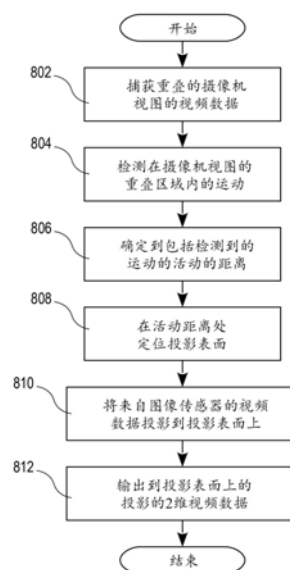 开始
802
捕获重叠的摄像机
视图的视频数据
804
检测在摄像机视图的
重叠区域内的运动
806
确定到包括检测到的
运动的活动的距离
808
在活动距离处
定位投影表面
810
将来自图像传感器的视频
数据投影到投影表面上
812
输出到投影表面上的
投影的2维视频数据
结束